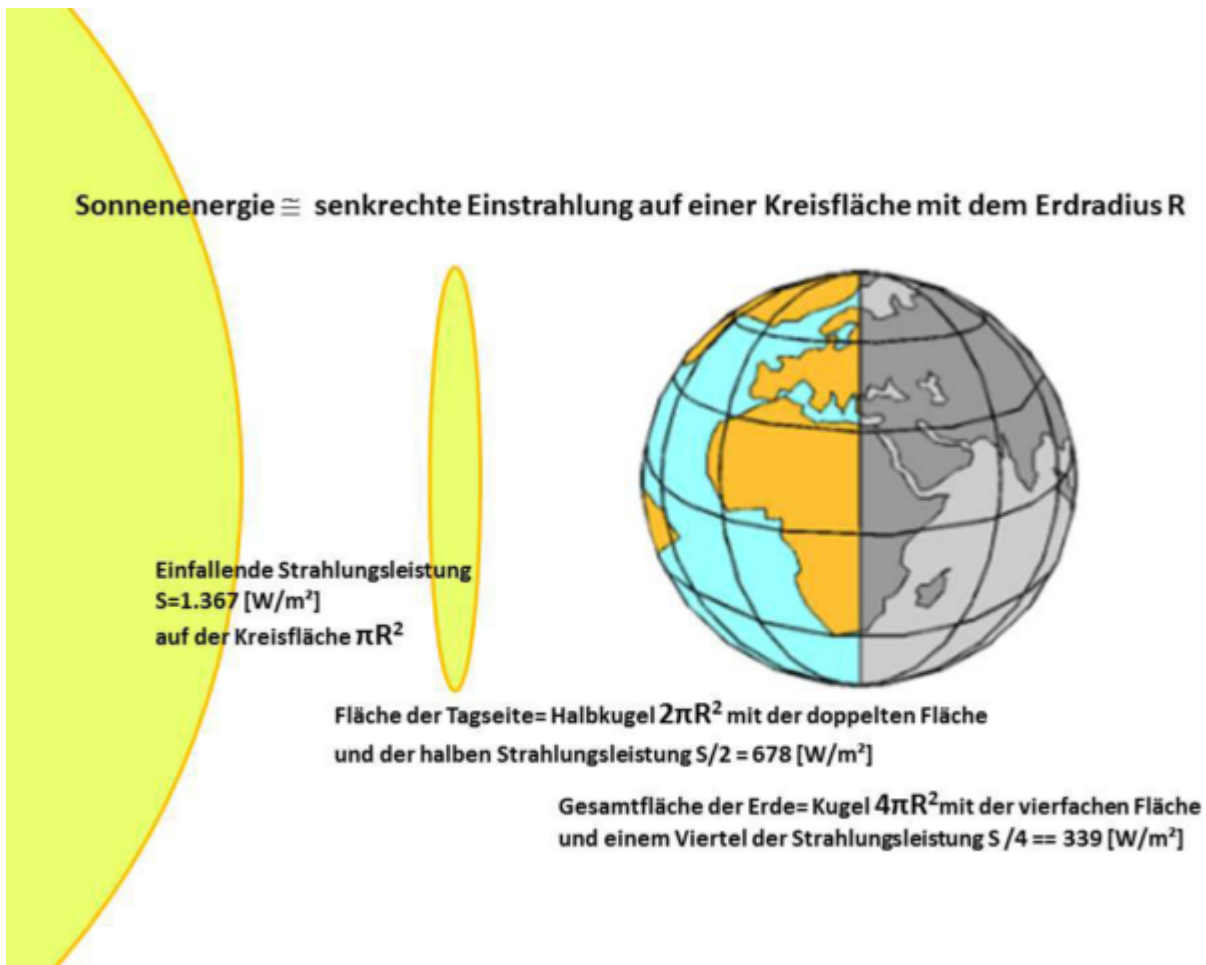 Sonnenenergie ≅ senkrechte Einstrahlung auf einer Kreisfläche mit dem Erdradius R
Einfallende Strahlungsleistung
S=1.367 [W/m²]
auf der Kreisfläche πR²
Fläche der Tagseite= Halbkugel 2πR² mit der doppelten Fläche
und der halben Strahlungsleistung S/2 = 678 [W/m²]
Gesamtfläche der Erde= Kugel 4πR² mit der vierfachen Fläche
und einem Viertel der Strahlungsleistung S /4 == 339 [W/m²]